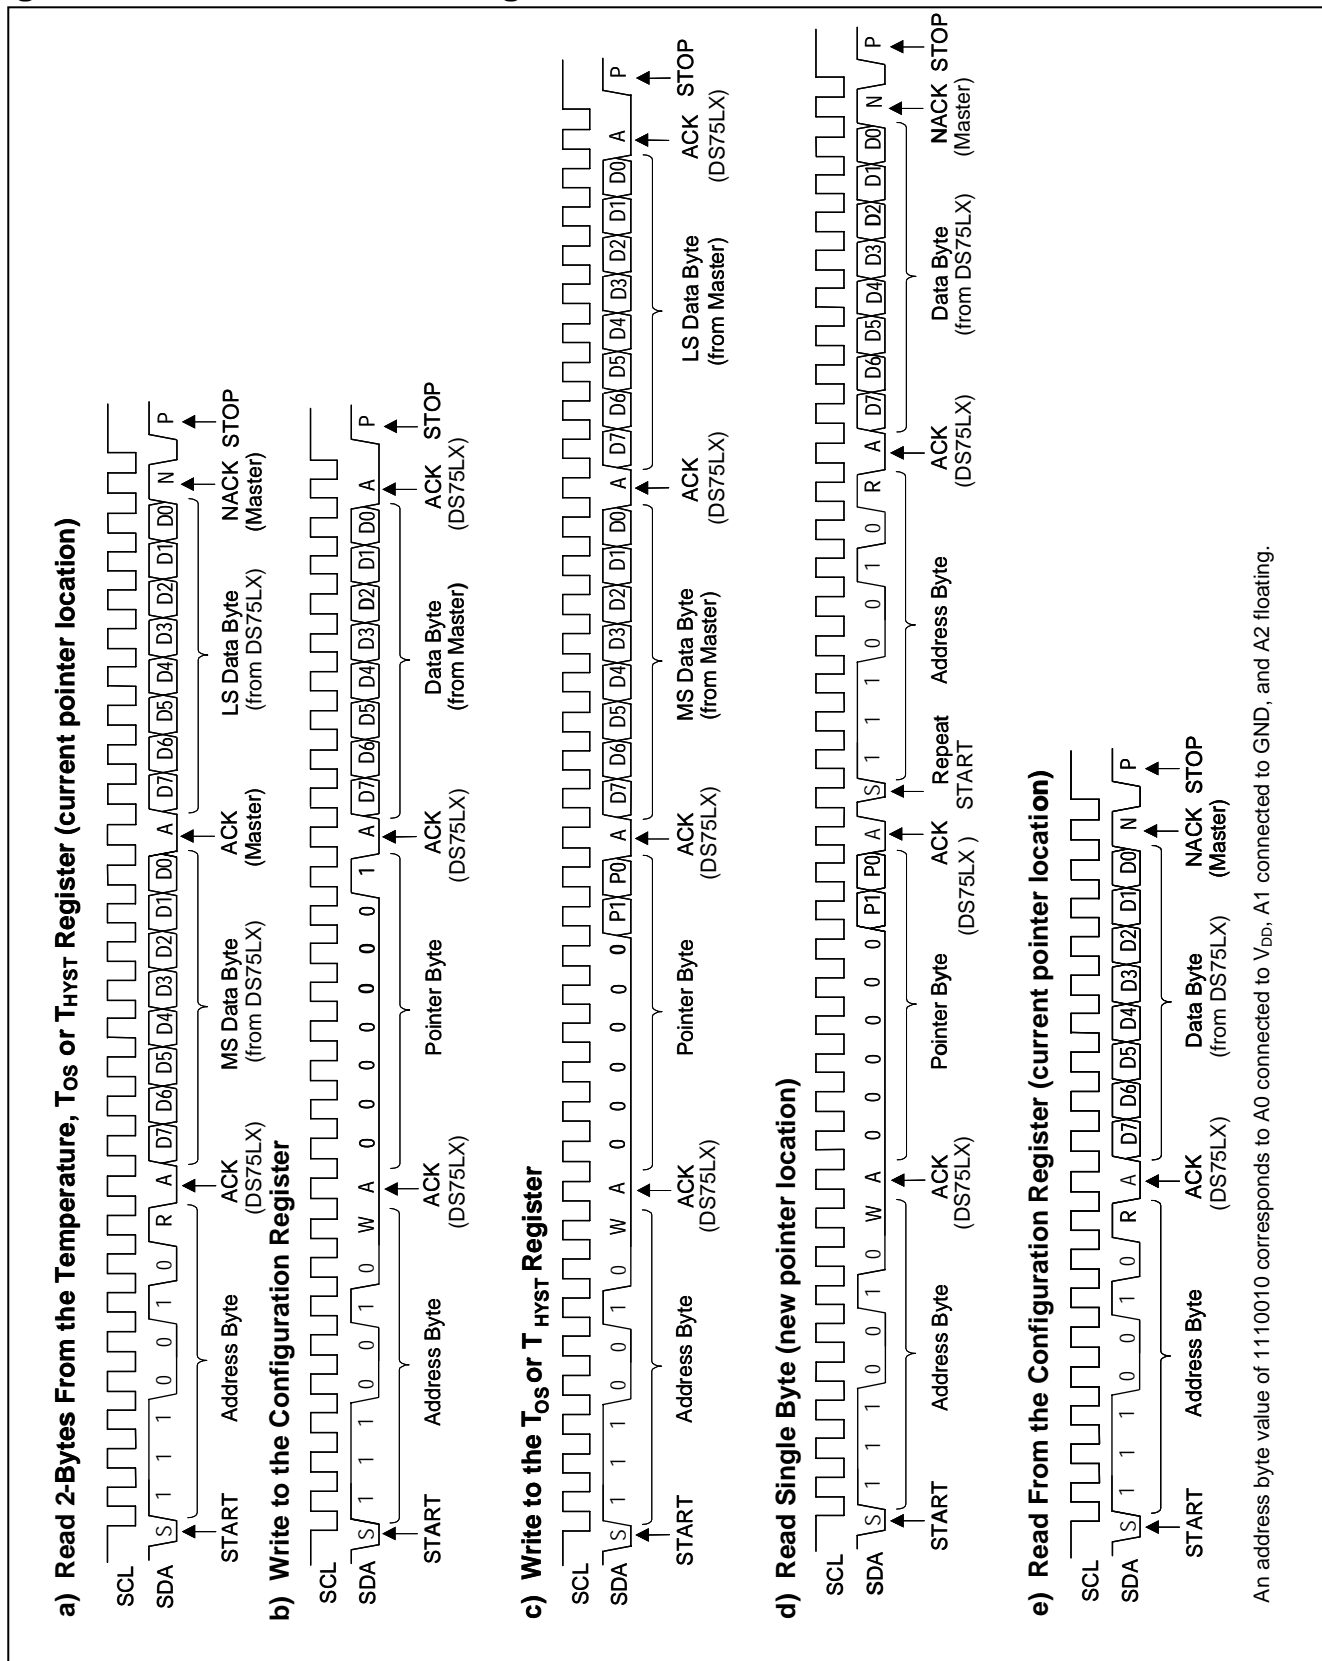 a) Read 2-Bytes From the Temperature, TOS or THYST Register (current pointer location)
SCL
SDA S 1 1 1 0 0 1 0 R A D7 D6 D5 D4 D3 D2 D1 D0 A D7 D6 D5 D4 D3 D2 D1 D0 N P
START Address Byte ACK MS Data Byte ACK LS Data Byte NACK STOP
(DS75LX) (from DS75LX) (Master) (from DS75LX) (Master)
b) Write to the Configuration Register
SCL
SDA S 1 1 1 0 0 1 0 W A 0 0 0 0 0 0 0 1 A D7 D6 D5 D4 D3 D2 D1 D0 A P
START Address Byte ACK Pointer Byte ACK Data Byte ACK STOP
(DS75LX) (DS75LX) (from Master) (DS75LX)
c) Write to the TOS or THYST Register
SCL
SDA S 1 1 1 0 0 1 0 W A 0 0 0 0 0 0 P1 P0 A D7 D6 D5 D4 D3 D2 D1 D0 A D7 D6 D5 D4 D3 D2 D1 D0 A P
START Address Byte ACK Pointer Byte ACK MS Data Byte ACK LS Data Byte ACK STOP
(DS75LX) (DS75LX) (from Master) (DS75LX) (from Master) (DS75LX)
d) Read Single Byte (new pointer location)
SCL
SDA S 1 1 1 0 0 1 0 W A 0 0 0 0 0 0 P1 P0 A S 1 1 1 0 0 1 0 R A D7 D6 D5 D4 D3 D2 D1 D0 N P
START Address Byte ACK Pointer Byte ACK Repeat Address Byte ACK Data Byte NACK STOP
(DS75LX) (DS75LX ) START (DS75LX) (from DS75LX) (Master)
e) Read From the Configuration Register (current pointer location)
SCL
SDA S 1 1 1 0 0 1 0 R A D7 D6 D5 D4 D3 D2 D1 D0 N P
START Address Byte ACK Data Byte NACK STOP
(DS75LX) (from DS75LX) (Master)
An address byte value of 1110010 corresponds to A0 connected to VDD, A1 connected to GND, and A2 floating.